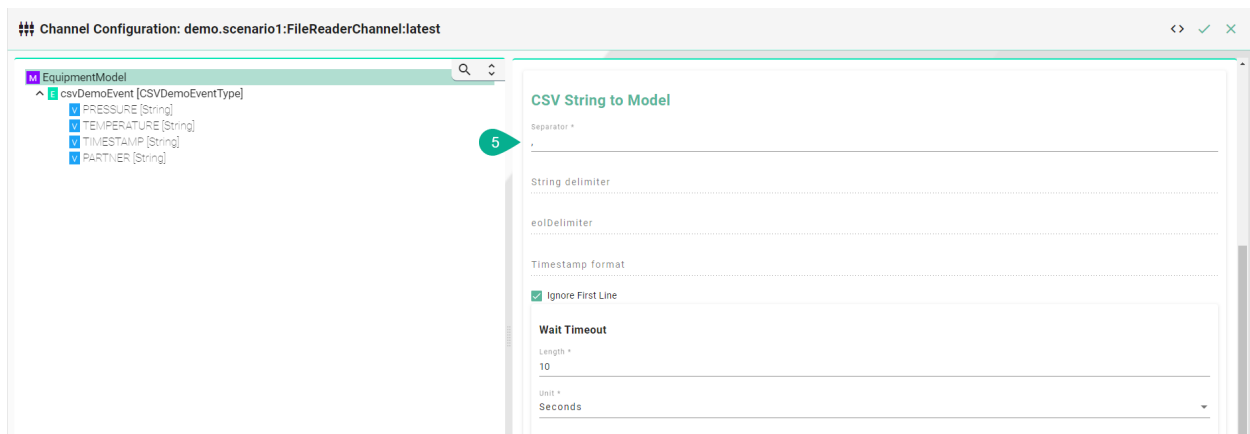 Channel Configuration: demo.scenario1:FileReaderChannel:latest
M EquipmentModel
E csvDemoEvent [CSVDemoEventType]
V PRESSURE [String]
V TEMPERATURE [String]
V TIMESTAMP [String]
V PARTNER [String]
CSV String to Model
Separator *
5
,
String delimiter
eolDelimiter
Timestamp format
Ignore First Line
Wait Timeout
Length *
10
Unit *
Seconds